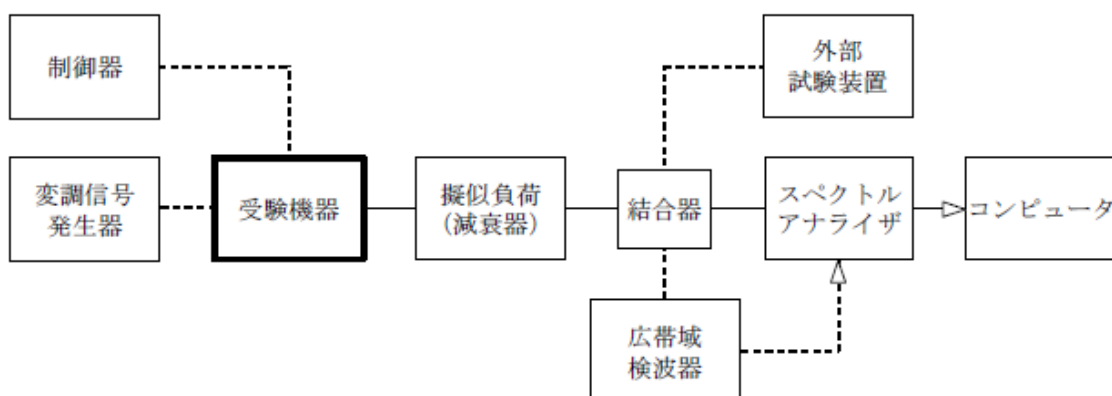 制御器
外部
試験装置
変調信号
発生器
受験機器
擬似負荷
(減衰器)
結合器
スペクトル
アナライザ
コンピュータ
広帯域
検波器